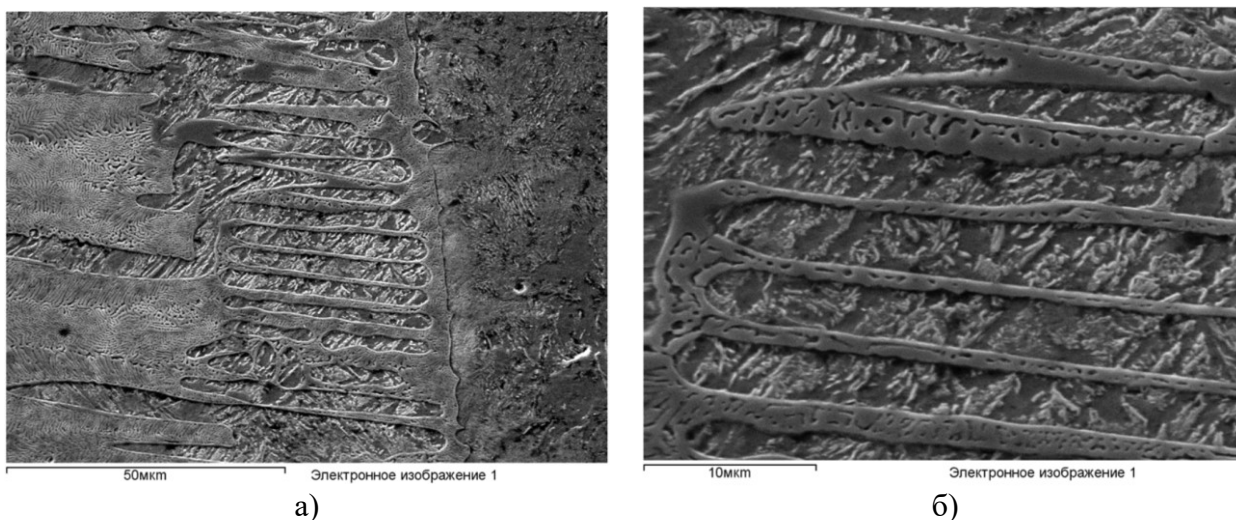 50мкм Электронное изображение 1
10мкм Электронное изображение 1
а) б)